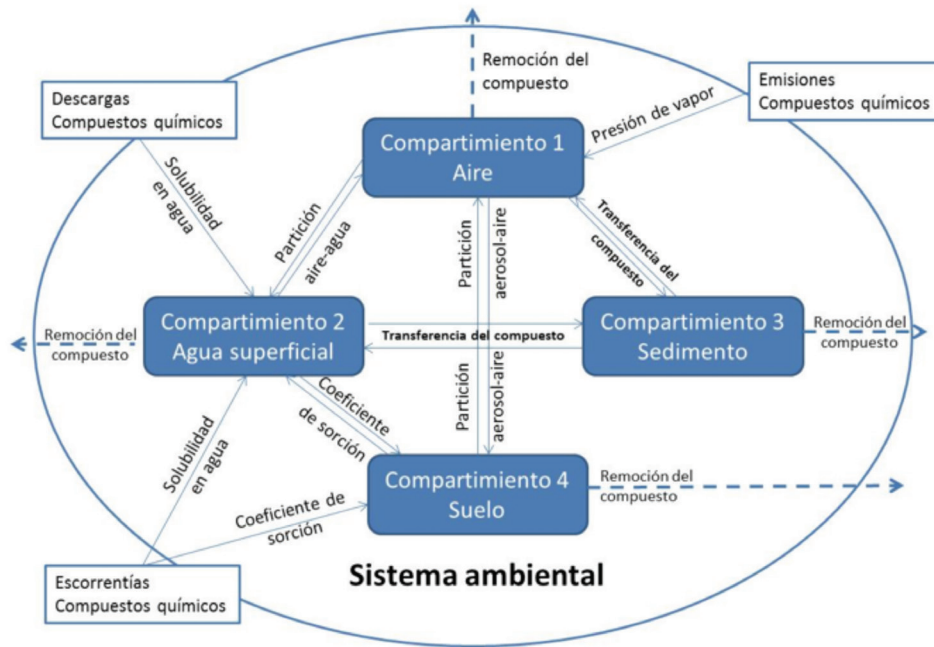 Remoción del
compuesto
Emisiones
Compuestos químicos
Descargas
Compuestos químicos
Presión de vapor
Compartimiento 1
Aire
Solubilidad
en agua
Partición
aire-agua
Partición
aerosol-aire
Transferencia del
compuesto
Compartimiento 2
Agua superficial
Compartimiento 3
Sedimento
Remoción del
compuesto
Transferencia del compuesto
Remoción del
compuesto
Partición
aerosol-aire
Coeficiente
de sorción
Solubilidad
en agua
Compartimiento 4
Suelo
Remoción del
compuesto
Coeficiente de
sorción
Escorrentías
Compuestos químicos
Sistema ambiental